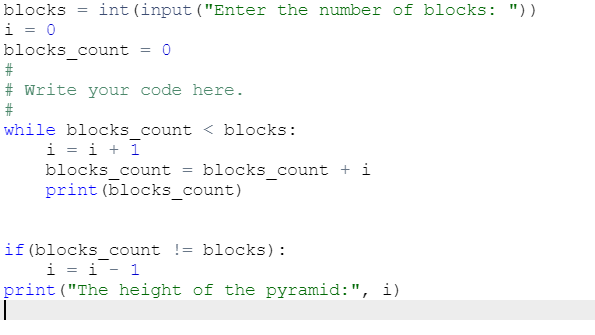 blocks = int(input("Enter the number of blocks: "))
i = 0
blocks_count = 0
#
# Write your code here.
#
while blocks_count < blocks:
    i = i + 1
    blocks_count = blocks_count + i
    print(blocks_count)
if(blocks_count != blocks):
    i = i - 1
print("The height of the pyramid:", i)